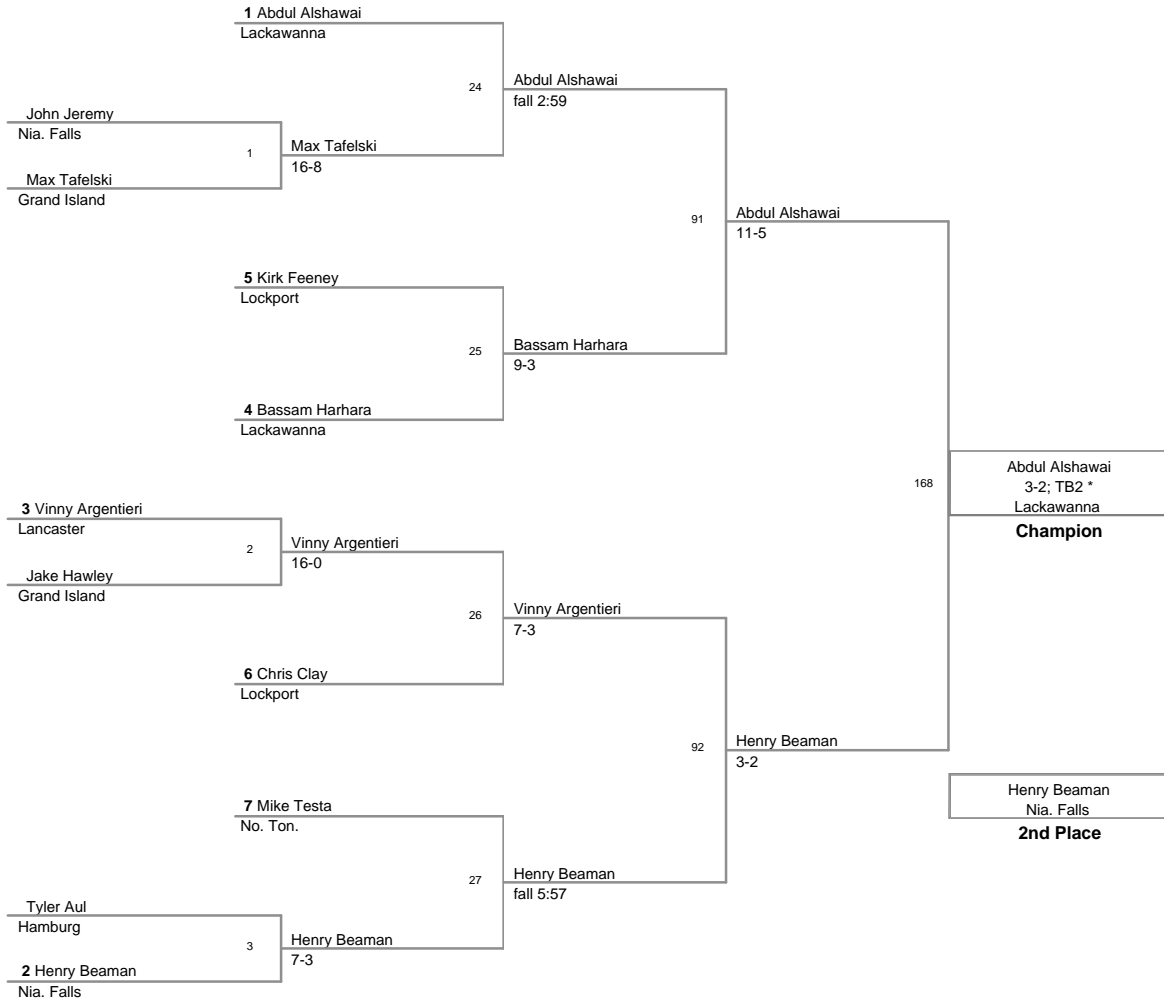 1 Abdul Alshawai
Lackawanna
24
Abdul Alshawai
fall 2:59
John Jeremy
Nia. Falls
1
Max Tafelski
16-8
Max Tafelski
Grand Island
91
Abdul Alshawai
11-5
5 Kirk Feeney
Lockport
25
Bassam Harhara
9-3
4 Bassam Harhara
Lackawanna
168
Abdul Alshawai
3-2; TB2 *
Lackawanna
Champion
3 Vinny Argentieri
Lancaster
2
Vinny Argentieri
16-0
Jake Hawley
Grand Island
26
Vinny Argentieri
7-3
6 Chris Clay
Lockport
92
Henry Beaman
3-2
7 Mike Testa
No. Ton.
Henry Beaman
Nia. Falls
2nd Place
27
Henry Beaman
fall 5:57
Tyler Aul
Hamburg
3
Henry Beaman
7-3
2 Henry Beaman
Nia. Falls